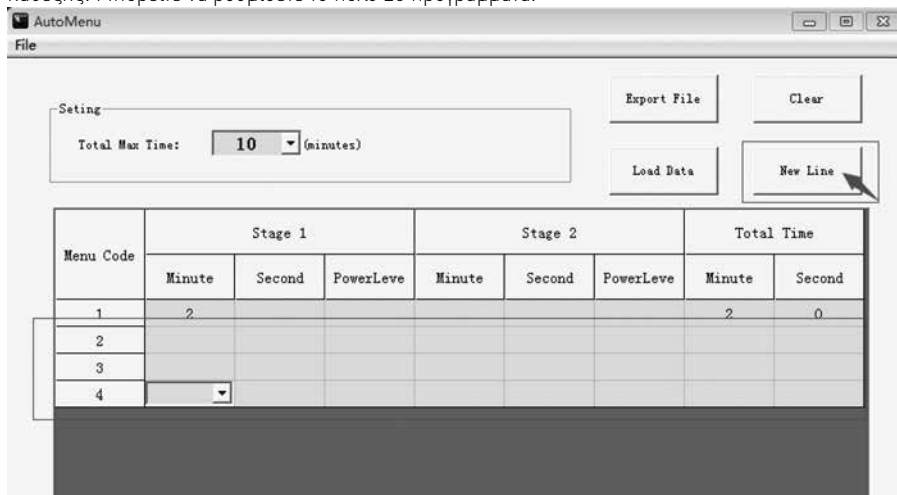 AutoMenu
File
Export File
Clear
Seting
Total Max Time:
10
(minutes)
Load Data
New Line
Menu Code
Stage 1
Stage 2
Total Time
Minute
Second
PowerLeve
Minute
Second
PowerLeve
Minute
Second
1
2
2
0
2
3
4